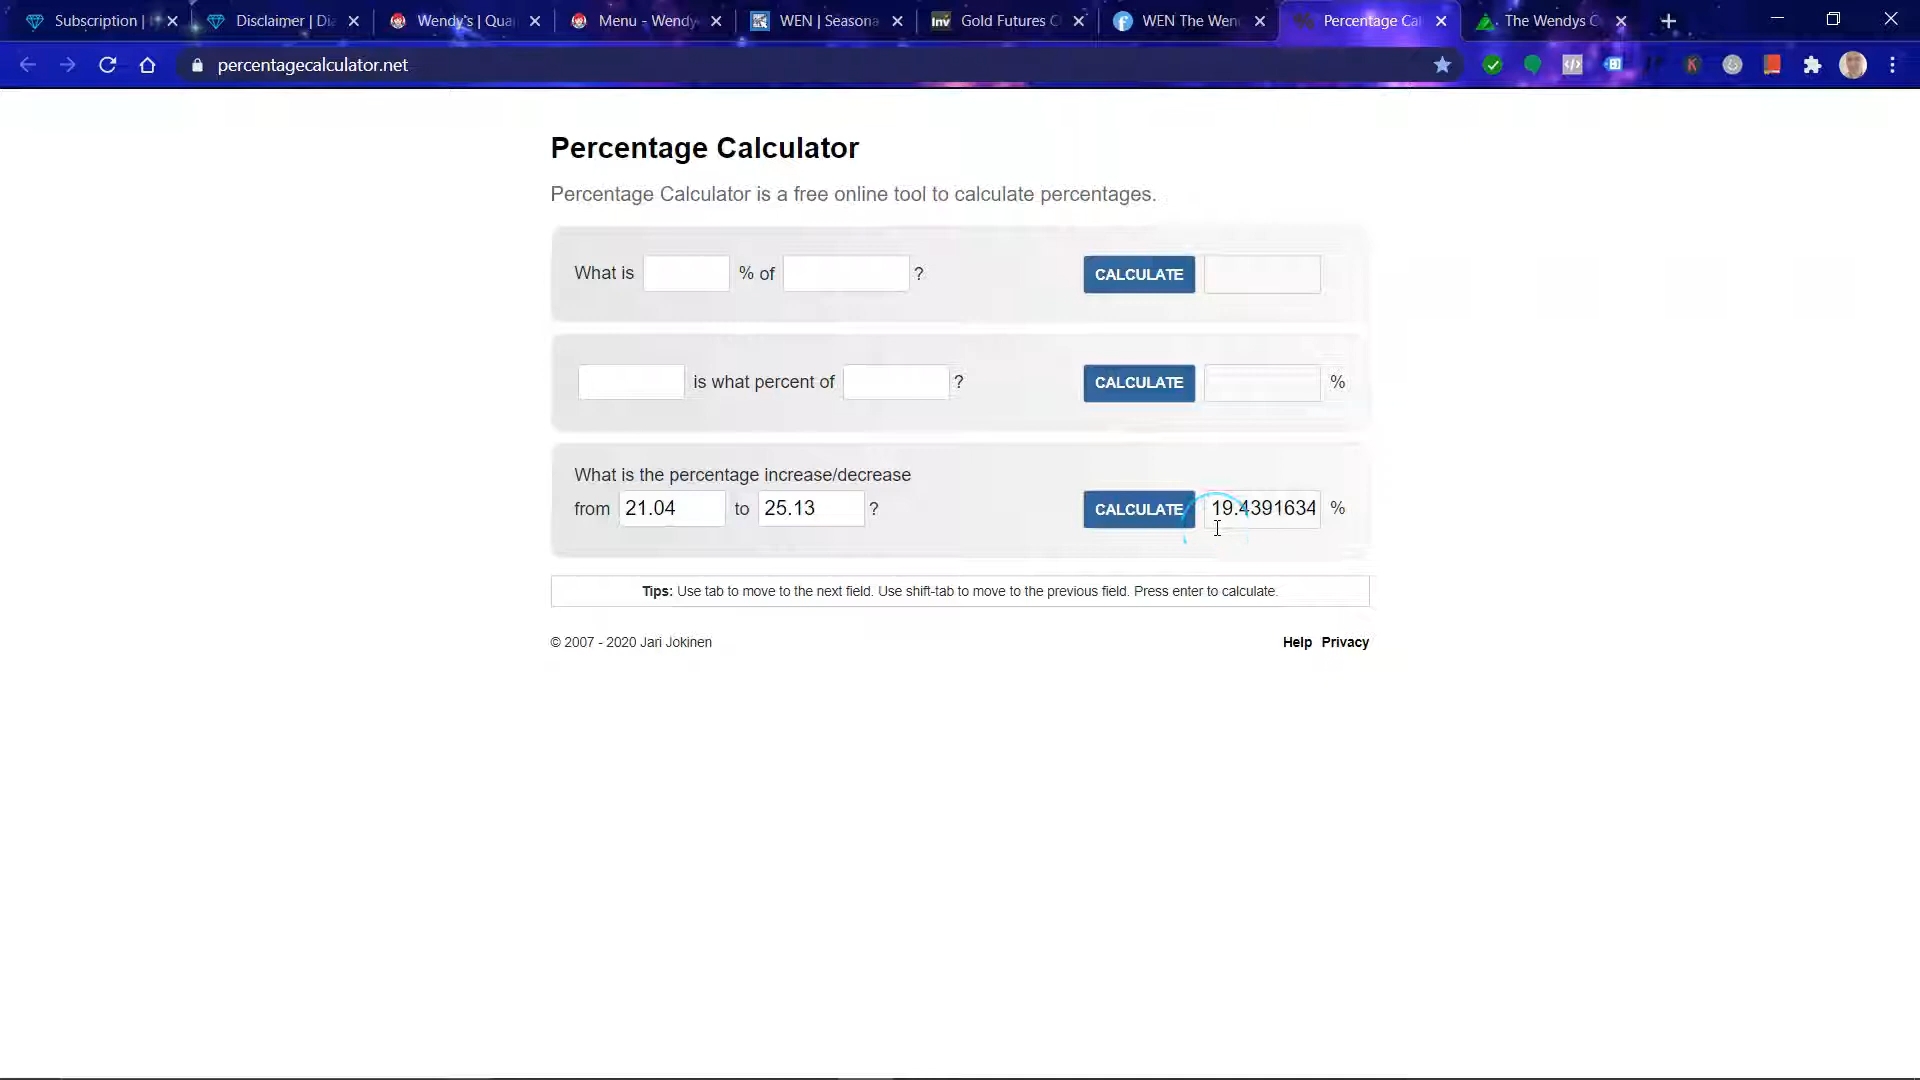 Subscription |
Disclaimer | Dia
Wendy's | Quar
Menu - Wendy
WEN | Seasona
Inv Gold Futures C
WEN The Wen
Percentage Cal
The Wendys C
percentagecalculator.net
Percentage Calculator
Percentage Calculator is a free online tool to calculate percentages.
What is % of ? CALCULATE
is what percent of ? CALCULATE %
What is the percentage increase/decrease
from 21.04 to 25.13 ? CALCULATE 19.4391634 %
Tips: Use tab to move to the next field. Use shift-tab to move to the previous field. Press enter to calculate.
© 2007 - 2020 Jari Jokinen
Help Privacy